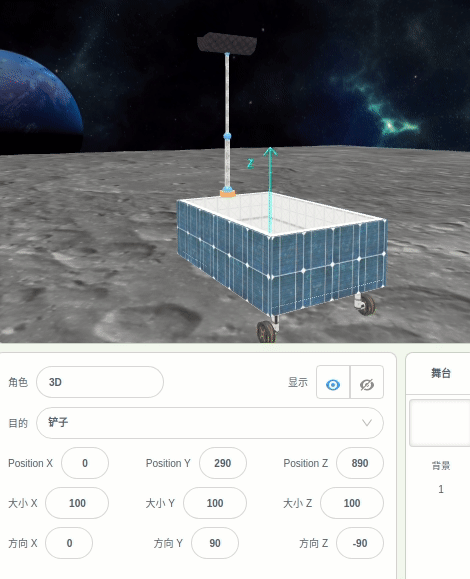 Z
角色 3D 显示 舞台
目的 铲子
Position X 0 Position Y 290 Position Z 890
大小 X 100 大小 Y 100 大小 Z 100
背景
1
方向 X 0 方向 Y 90 方向 Z -90